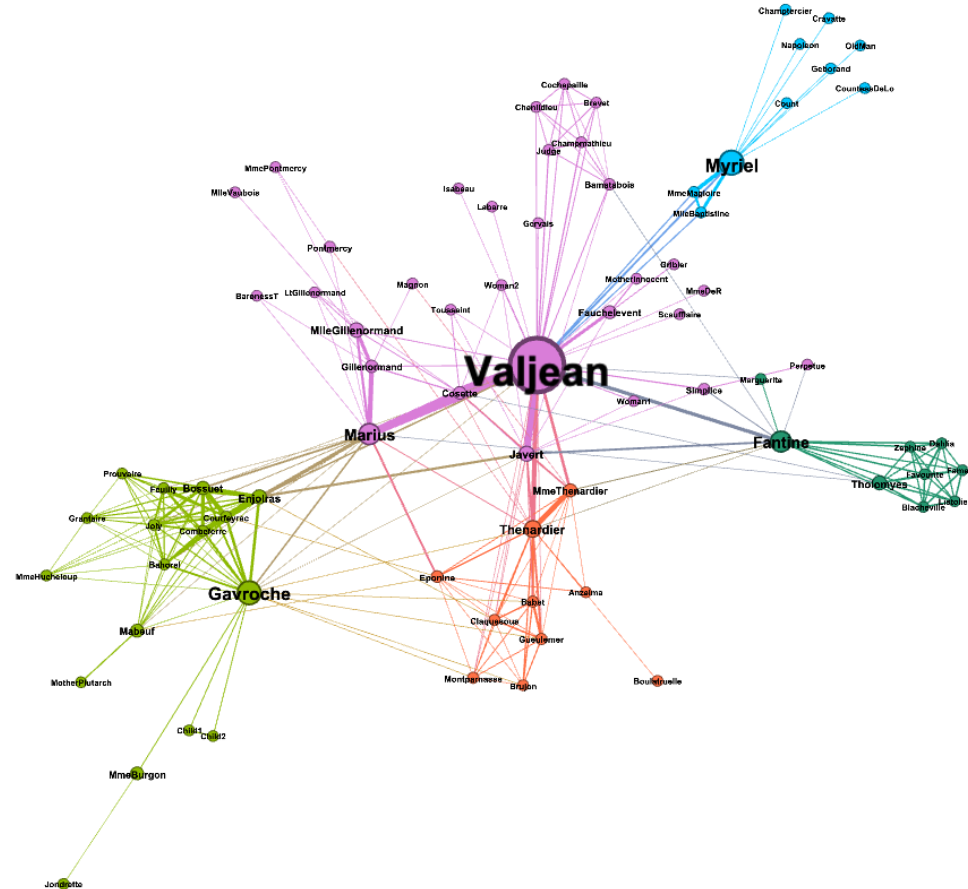 Champtercier
Cravatte
Napoleon
OldMan
Geborand
CountessDeLo
Count
Cochepaille
Chenildieu
Brevet
Champmathieu
Judge
Myriel
MmePontmercy
MlleVaubois
Isabeau
Bamatabois
MmeMagloire
Labarre
MlleBaptistine
Gervais
Pontmercy
Gribier
MotherInnocent
Magnon
Woman2
LtGillenormand
BaronessT
MmeDeR
Toussaint
Fauchelevent
Scaufflaire
MlleGillenormand
Gillenormand
Valjean
Perpetue
Marguerite
Cosette
Simplice
Woman1
Marius
Fantine
Javert
Zephine
Dahlia
Prouvaire
Feuilly
Bossuet
Enjolras
Fame
Favourite
Tholomyes
MmeThenardier
Listolie
Blacheville
Grantaire
Joly
Courfeyrac
Combeferre
Thenardier
Bahorel
MmeHucheloup
Eponine
Gavroche
Anzelma
Babet
Claquesous
Mabeuf
Gueulemer
MotherPlutarch
Montparnasse
Brujon
Boulatruelle
Child1
Child2
MmeBurgon
Jondrette